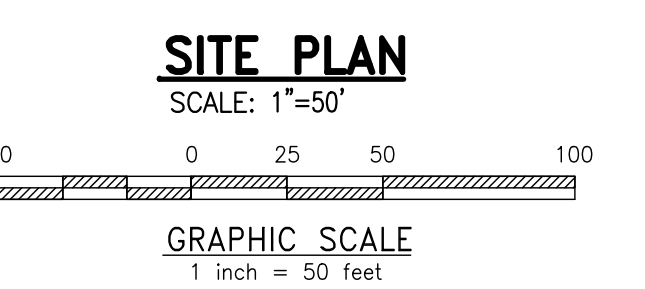 SITE PLAN
SCALE: 1"=50'
0 0 25 50 100
GRAPHIC SCALE
1 inch = 50 feet